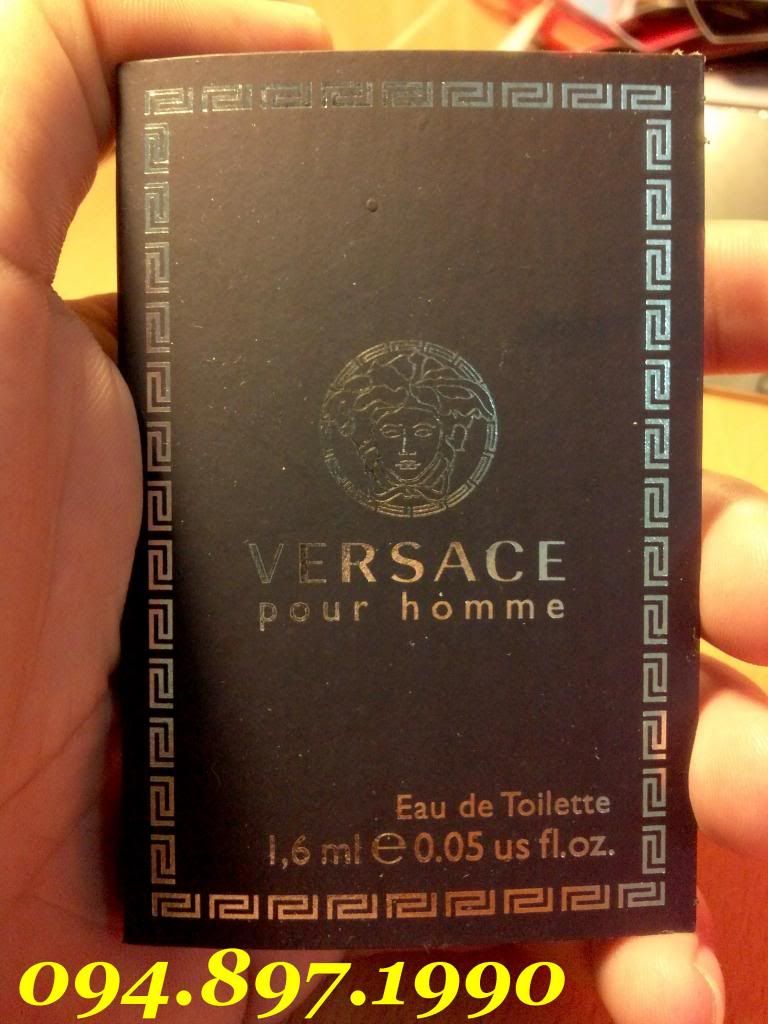 VERSACE
pour homme
Eau de Toilette
1,6 ml ℮ 0.05 us fl.oz.
094.897.1990